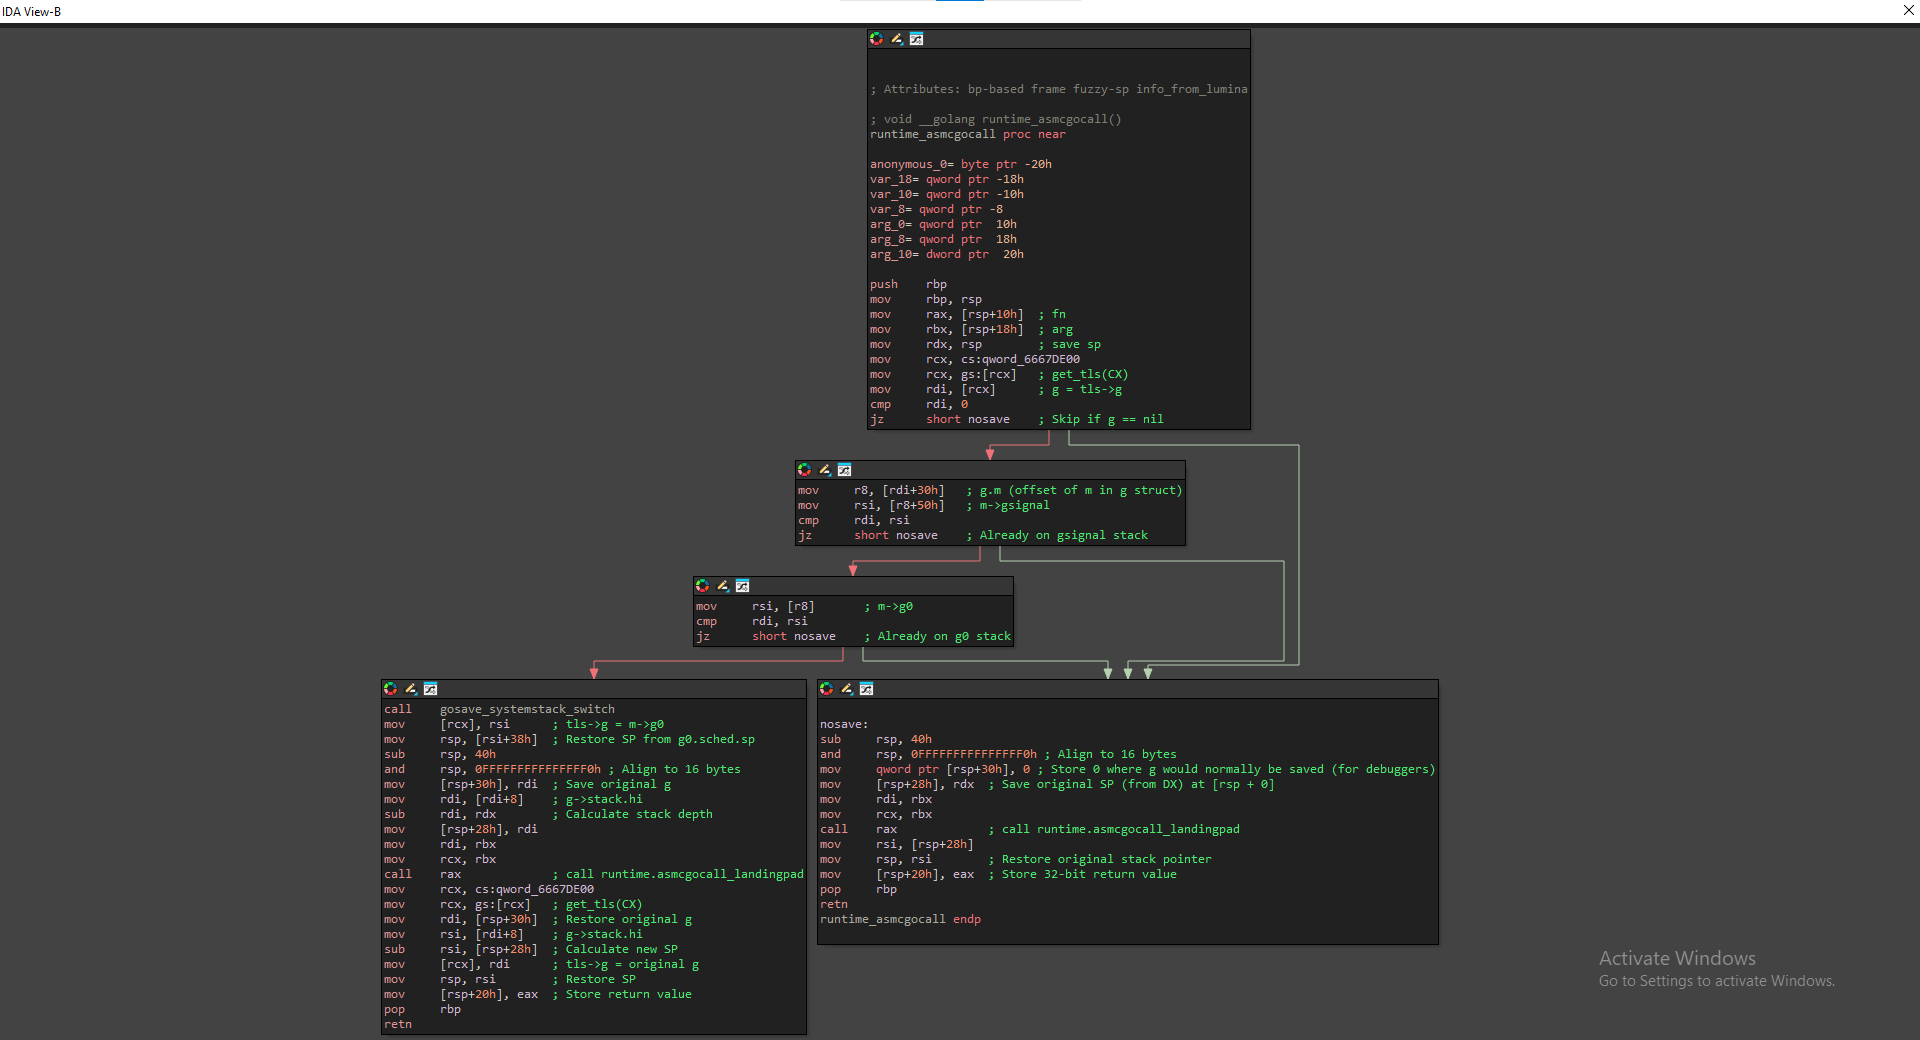 IDA View-B
; Attributes: bp-based frame fuzzy-sp info_from_lumina
; void __golang runtime_asmcgocall()
runtime_asmcgocall proc near
anonymous_0= byte ptr -20h
var_18= qword ptr -18h
var_10= qword ptr -10h
var_8= qword ptr -8
arg_0= qword ptr  10h
arg_8= qword ptr  18h
arg_10= dword ptr  20h
push    rbp
mov     rbp, rsp
mov     rax, [rsp+10h]  ; fn
mov     rbx, [rsp+18h]  ; arg
mov     rdx, rsp        ; save sp
mov     rcx, cs:qword_6667DE00
mov     rcx, gs:[rcx]   ; get_tls(CX)
mov     rdi, [rcx]      ; g = tls->g
cmp     rdi, 0
jz      short nosave    ; Skip if g == nil
mov     r8, [rdi+30h]   ; g.m (offset of m in g struct)
mov     rsi, [r8+50h]   ; m->gsignal
cmp     rdi, rsi
jz      short nosave    ; Already on gsignal stack
mov     rsi, [r8]       ; m->g0
cmp     rdi, rsi
jz      short nosave    ; Already on g0 stack
call    gosave_systemstack_switch
mov     [rcx], rsi      ; tls->g = m->g0
mov     rsp, [rsi+38h]  ; Restore SP from g0.sched.sp
sub     rsp, 40h
and     rsp, 0FFFFFFFFFFFFFFF0h ; Align to 16 bytes
mov     [rsp+30h], rdi  ; Save original g
mov     rdi, [rdi+8]    ; g->stack.hi
sub     rdi, rdx        ; Calculate stack depth
mov     [rsp+28h], rdi
mov     rdi, rbx
mov     rcx, rbx
call    rax             ; call runtime.asmcgocall_landingpad
mov     rcx, cs:qword_6667DE00
mov     rcx, gs:[rcx]   ; get_tls(CX)
mov     rdi, [rsp+30h]  ; Restore original g
mov     rsi, [rdi+8]    ; g->stack.hi
sub     rsi, [rsp+28h]  ; Calculate new SP
mov     [rcx], rdi      ; tls->g = original g
mov     rsp, rsi        ; Restore SP
mov     [rsp+20h], eax  ; Store return value
pop     rbp
retn
nosave:
sub     rsp, 40h
and     rsp, 0FFFFFFFFFFFFFFF0h ; Align to 16 bytes
mov     qword ptr [rsp+30h], 0 ; Store 0 where g would normally be saved (for debuggers)
mov     [rsp+28h], rdx  ; Save original SP (from DX) at [rsp + 0]
mov     rdi, rbx
mov     rcx, rbx
call    rax             ; call runtime.asmcgocall_landingpad
mov     rsi, [rsp+28h]
mov     rsp, rsi        ; Restore original stack pointer
mov     [rsp+20h], eax  ; Store 32-bit return value
pop     rbp
retn
runtime_asmcgocall endp
Activate Windows
Go to Settings to activate Windows.